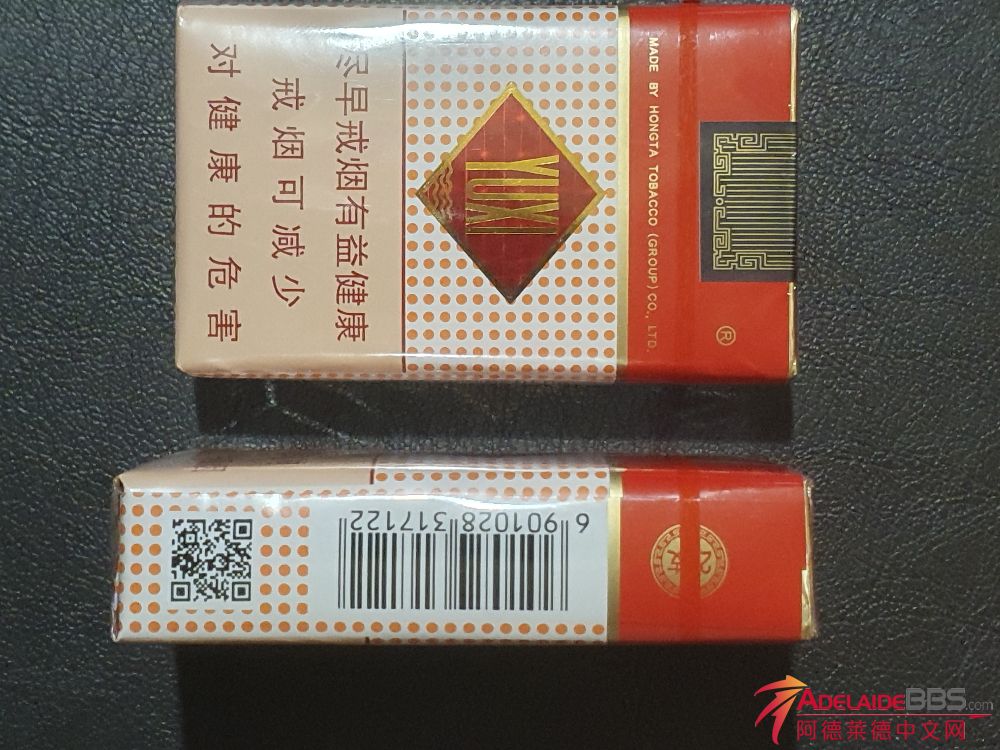 尽早戒烟有益健康
戒烟可减少
对健康的危害
YUXI
MADE BY HONGTA TOBACCO (GROUP) CO., LTD.
®
6 901028 317122
ADELAIDEBBS.com
阿德莱德中文网